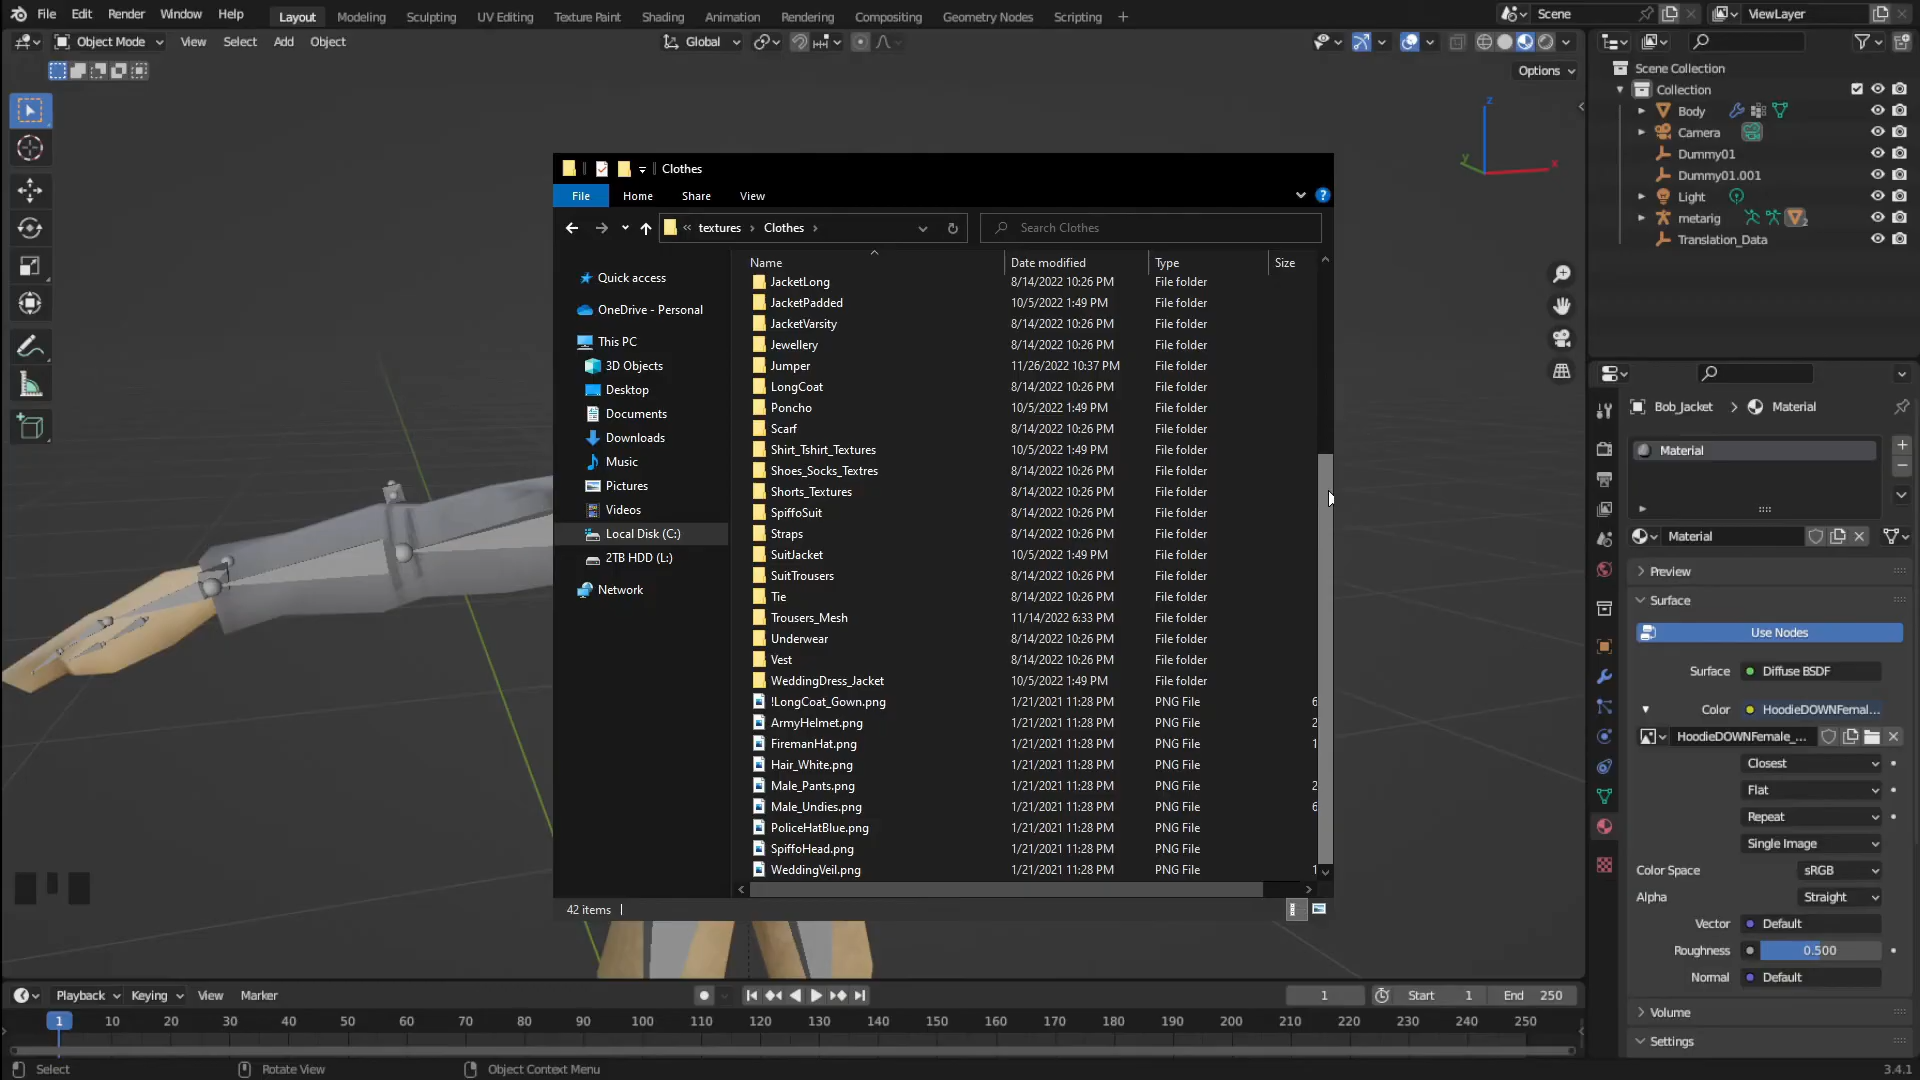 File Edit Render Window Help Layout Modeling Sculpting UV Editing Texture Paint Shading Animation Rendering Compositing Geometry Nodes Scripting + Scene ViewLayer
Object Mode View Select Add Object Global
Options
Scene Collection
Collection
Body
Camera
Dummy01
Dummy01.001
Light
metarig 2
Translation_Data
z
y
x
Clothes
File Home Share View
« textures › Clothes › Search Clothes
Quick access
OneDrive - Personal
This PC
3D Objects
Desktop
Documents
Downloads
Music
Pictures
Videos
Local Disk (C:)
2TB HDD (L:)
Network
Name Date modified Type Size
JacketLong 8/14/2022 10:26 PM File folder
JacketPadded 10/5/2022 1:49 PM File folder
JacketVarsity 8/14/2022 10:26 PM File folder
Jewellery 8/14/2022 10:26 PM File folder
Jumper 11/26/2022 10:37 PM File folder
LongCoat 8/14/2022 10:26 PM File folder
Poncho 10/5/2022 1:49 PM File folder
Scarf 8/14/2022 10:26 PM File folder
Shirt_Tshirt_Textures 10/5/2022 1:49 PM File folder
Shoes_Socks_Textres 8/14/2022 10:26 PM File folder
Shorts_Textures 8/14/2022 10:26 PM File folder
SpiffoSuit 8/14/2022 10:26 PM File folder
Straps 8/14/2022 10:26 PM File folder
SuitJacket 10/5/2022 1:49 PM File folder
SuitTrousers 8/14/2022 10:26 PM File folder
Tie 8/14/2022 10:26 PM File folder
Trousers_Mesh 11/14/2022 6:33 PM File folder
Underwear 8/14/2022 10:26 PM File folder
Vest 8/14/2022 10:26 PM File folder
WeddingDress_Jacket 10/5/2022 1:49 PM File folder
!LongCoat_Gown.png 1/21/2021 11:28 PM PNG File 6
ArmyHelmet.png 1/21/2021 11:28 PM PNG File 2
FiremanHat.png 1/21/2021 11:28 PM PNG File 1
Hair_White.png 1/21/2021 11:28 PM PNG File
Male_Pants.png 1/21/2021 11:28 PM PNG File 2
Male_Undies.png 1/21/2021 11:28 PM PNG File 6
PoliceHatBlue.png 1/21/2021 11:28 PM PNG File
SpiffoHead.png 1/21/2021 11:28 PM PNG File
WeddingVeil.png 1/21/2021 11:28 PM PNG File 1
42 items
Bob_Jacket > Material
Material
Material
Preview
Surface
Use Nodes
Surface Diffuse BSDF
Color HoodieDOWNFemal...
HoodieDOWNFemale_...
Closest
Flat
Repeat
Single Image
Color Space sRGB
Alpha Straight
Vector Default
Roughness 0.500
Normal Default
Volume
Settings
Playback Keying View Marker 1 Start 1 End 250
1 10 20 30 40 50 60 70 80 90 100 110 120 130 140 150 160 170 180 190 200 210 220 230 240 250
Select Rotate View Object Context Menu 3.4.1